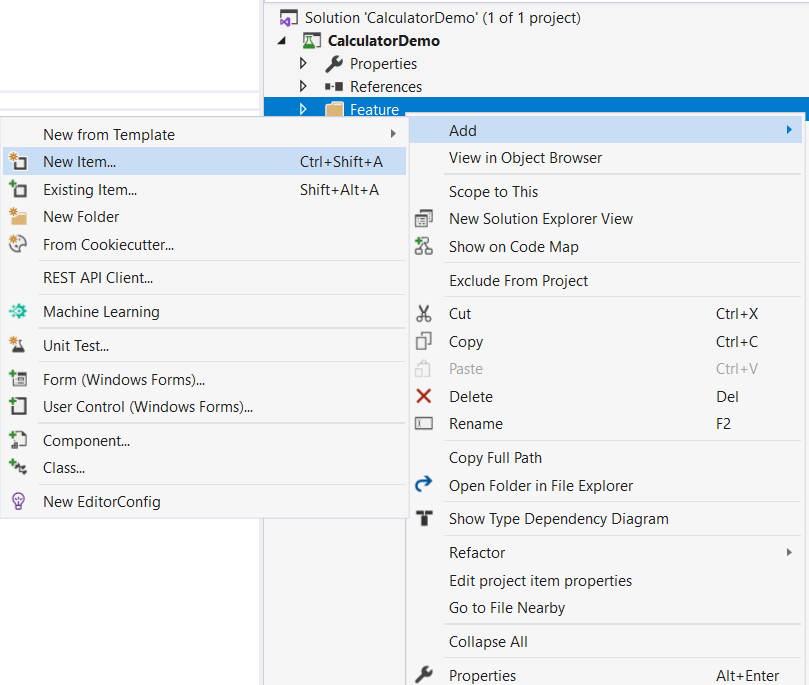 Solution 'CalculatorDemo' (1 of 1 project)
CalculatorDemo
Properties
References
Feature
New from Template
New Item... Ctrl+Shift+A
Existing Item... Shift+Alt+A
New Folder
From Cookiecutter...
REST API Client...
Machine Learning
Unit Test...
Form (Windows Forms)...
User Control (Windows Forms)...
Component...
Class...
New EditorConfig
Add
View in Object Browser
Scope to This
New Solution Explorer View
Show on Code Map
Exclude From Project
Cut Ctrl+X
Copy Ctrl+C
Paste Ctrl+V
Delete Del
Rename F2
Copy Full Path
Open Folder in File Explorer
Show Type Dependency Diagram
Refactor
Edit project item properties
Go to File Nearby
Collapse All
Properties Alt+Enter